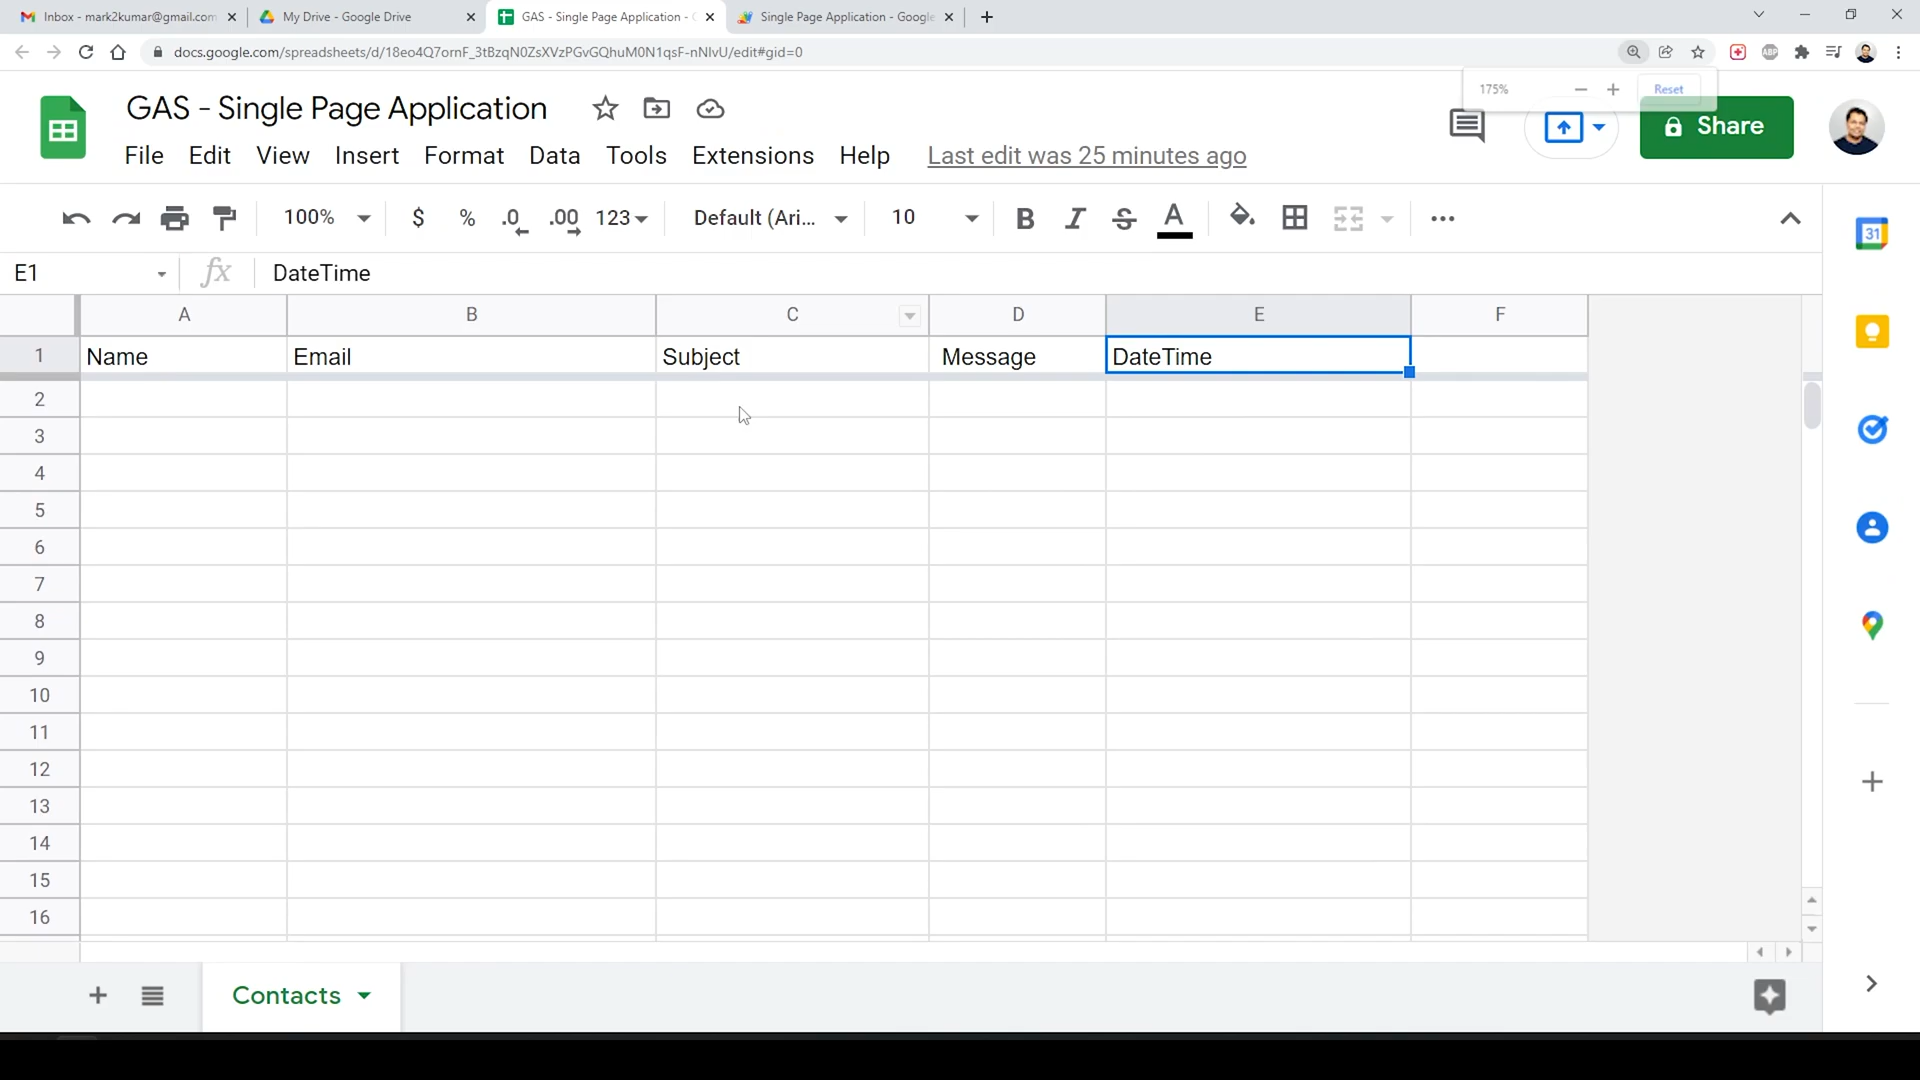 Inbox - mark2kumar@gmail.com
My Drive - Google Drive
GAS - Single Page Application -
Single Page Application - Google
docs.google.com/spreadsheets/d/18eo4Q7ornF_3tBzqN0ZsXVzPGvGQhuM0N1qsF-nNIvU/edit#gid=0
ABP
175%
Reset
GAS - Single Page Application
Share
File Edit View Insert Format Data Tools Extensions Help Last edit was 25 minutes ago
100% $ % .0 .00 123 Default (Ari... 10 B I S A
31
E1 fx DateTime
A B C D E F
1 Name Email Subject Message DateTime
2
3
4
5
6
7
8
9
10
11
12
13
14
15
16
Contacts